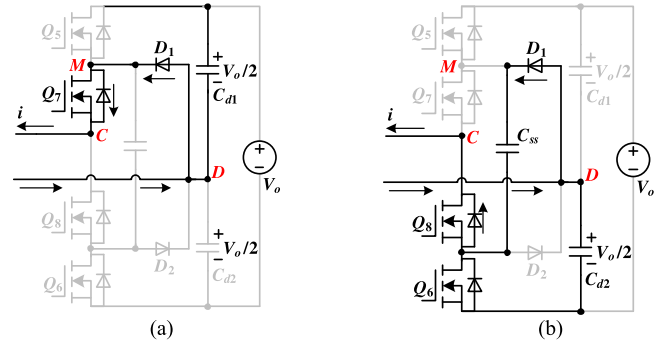 Q5
D1
+
M
Vo/2
−
Q7
Cd1
i
C
+
−
D
Vo
Q8
+
Vo/2
−
D2
Cd2
Q6
(a)
Q5
D1
+
M
Vo/2
−
Q7
Cd1
i
C
Css
+
−
D
Vo
Q8
+
Vo/2
−
D2
Cd2
Q6
(b)